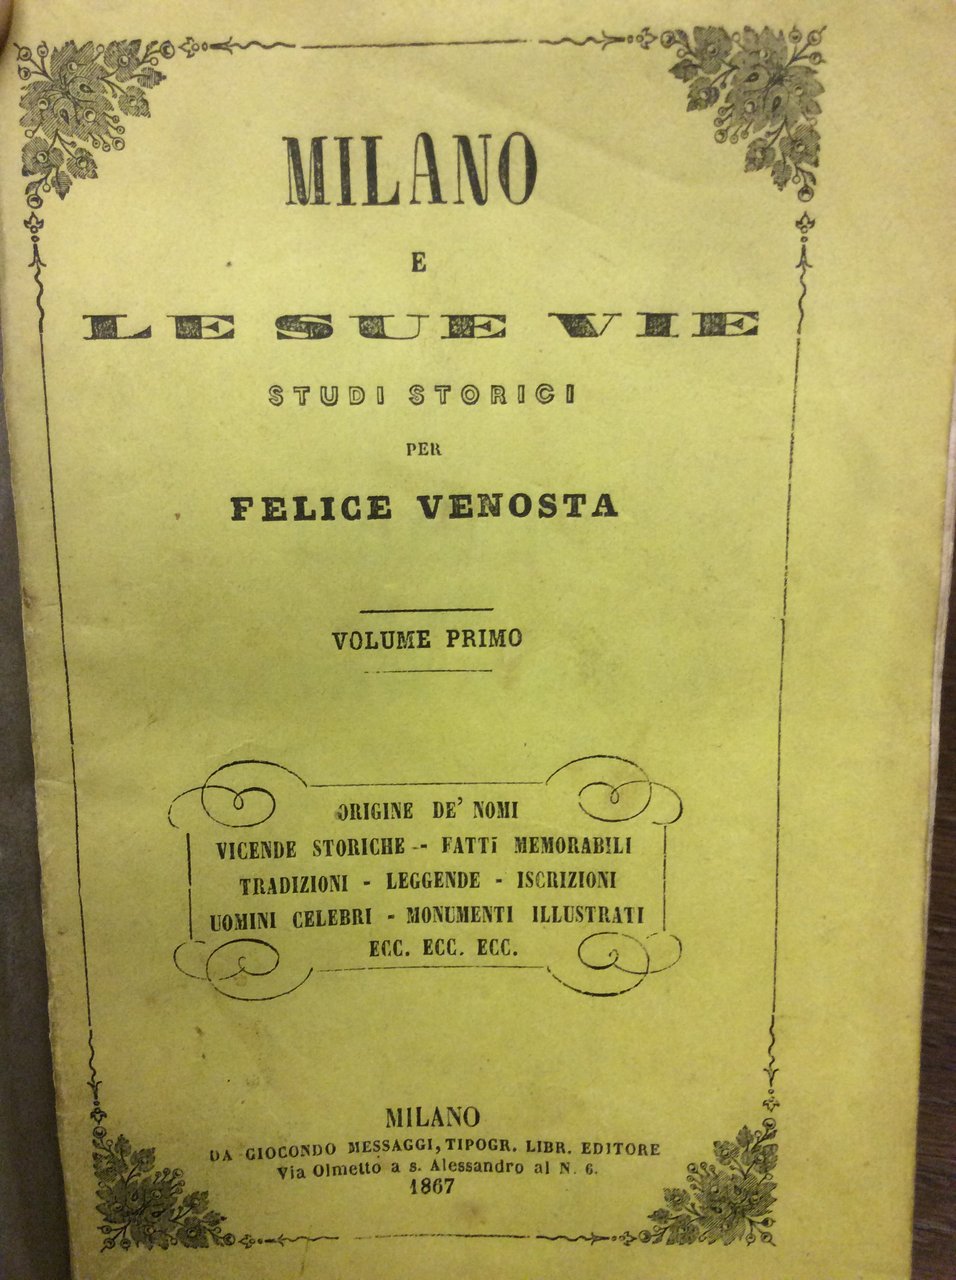 MILANO
E
LE SUE VIE
STUDI STORICI
PER
FELICE VENOSTA
VOLUME PRIMO
ORIGINE DE' NOMI
VICENDE STORICHE - FATTI MEMORABILI
TRADIZIONI - LEGGENDE - ISCRIZIONI
UOMINI CELEBRI - MONUMENTI ILLUSTRATI
ECC. ECC. ECC.
MILANO
DA GIOCONDO MESSAGGI, TIPOGR. LIBR. EDITORE
Via Olmetto a s. Alessandro al N. 6.
1867